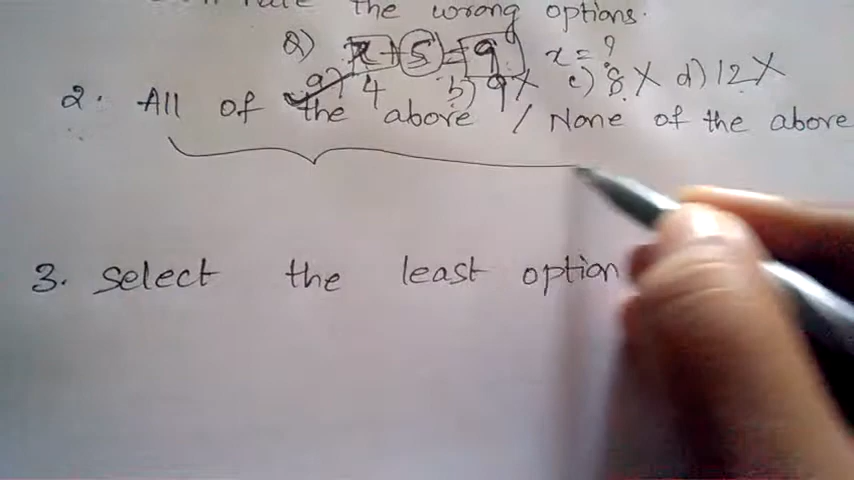 the wrong options.
Q) x + 5 = 9 x = ?
a) 4 b) 9 X c) 8 X d) 12 X
2. All of the above / None of the above
3. select the least option